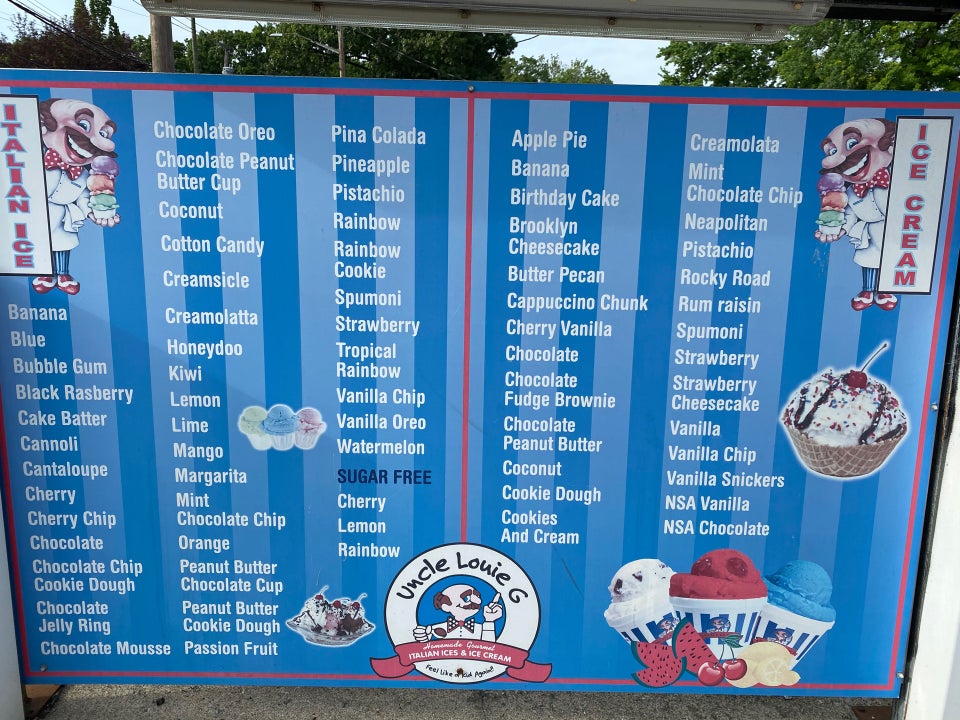 ITALIAN ICE
Banana
Blue
Bubble Gum
Black Rasberry
Cake Batter
Cannoli
Cantaloupe
Cherry
Cherry Chip
Chocolate
Chocolate Chip
Cookie Dough
Chocolate
Jelly Ring
Chocolate Mousse
Chocolate Oreo
Chocolate Peanut
Butter Cup
Coconut
Cotton Candy
Creamsicle
Creamolatta
Honeydoo
Kiwi
Lemon
Lime
Mango
Margarita
Mint
Chocolate Chip
Orange
Peanut Butter
Chocolate Cup
Peanut Butter
Cookie Dough
Passion Fruit
Pina Colada
Pineapple
Pistachio
Rainbow
Rainbow
Cookie
Spumoni
Strawberry
Tropical
Rainbow
Vanilla Chip
Vanilla Oreo
Watermelon
SUGAR FREE
Cherry
Lemon
Rainbow
Uncle Louie G
Homemade Gourmet
ITALIAN ICES & ICE CREAM
Feel Like a Kid Again!!
ICE CREAM
Apple Pie
Banana
Birthday Cake
Brooklyn
Cheesecake
Butter Pecan
Cappuccino Chunk
Cherry Vanilla
Chocolate
Chocolate
Fudge Brownie
Chocolate
Peanut Butter
Coconut
Cookie Dough
Cookies
And Cream
Creamolata
Mint
Chocolate Chip
Neapolitan
Pistachio
Rocky Road
Rum raisin
Spumoni
Strawberry
Strawberry
Cheesecake
Vanilla
Vanilla Chip
Vanilla Snickers
NSA Vanilla
NSA Chocolate